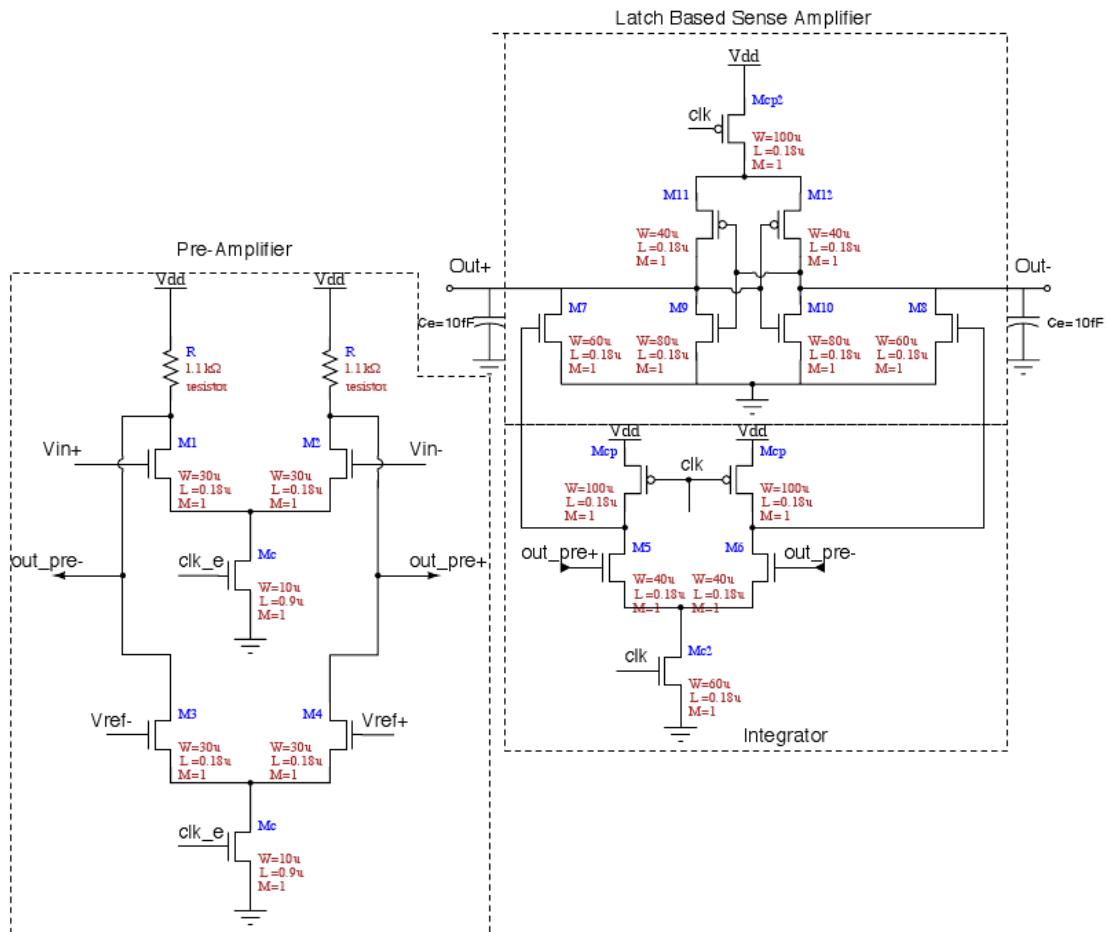 Latch Based Sense Amplifier
Vdd
Mcp2
clk
W=100u
L=0.18u
M=1
M11
W=40u
L=0.18u
M=1
M12
W=40u
L=0.18u
M=1
Out+
Out-
Ce=10fF
M7
W=60u
L=0.18u
M=1
M9
W=80u
L=0.18u
M=1
M10
W=80u
L=0.18u
M=1
M8
W=60u
L=0.18u
M=1
Ce=10fF
Pre-Amplifier
Vdd
Vdd
R
1.1kΩ
resistor
R
1.1kΩ
resistor
Vin+
M1
W=30u
L=0.18u
M=1
M2
W=30u
L=0.18u
M=1
Vin-
out_pre-
clk_e
Mc
W=10u
L=0.9u
M=1
out_pre+
Vref-
M3
W=30u
L=0.18u
M=1
M4
W=30u
L=0.18u
M=1
Vref+
clk_e
Mc
W=10u
L=0.9u
M=1
Vdd
Vdd
Mcp
W=100u
L=0.18u
M=1
clk
Mcp
W=100u
L=0.18u
M=1
out_pre+
M5
W=40u
L=0.18u
M=1
M6
W=40u
L=0.18u
M=1
out_pre-
clk
Mc2
W=60u
L=0.18u
M=1
Integrator